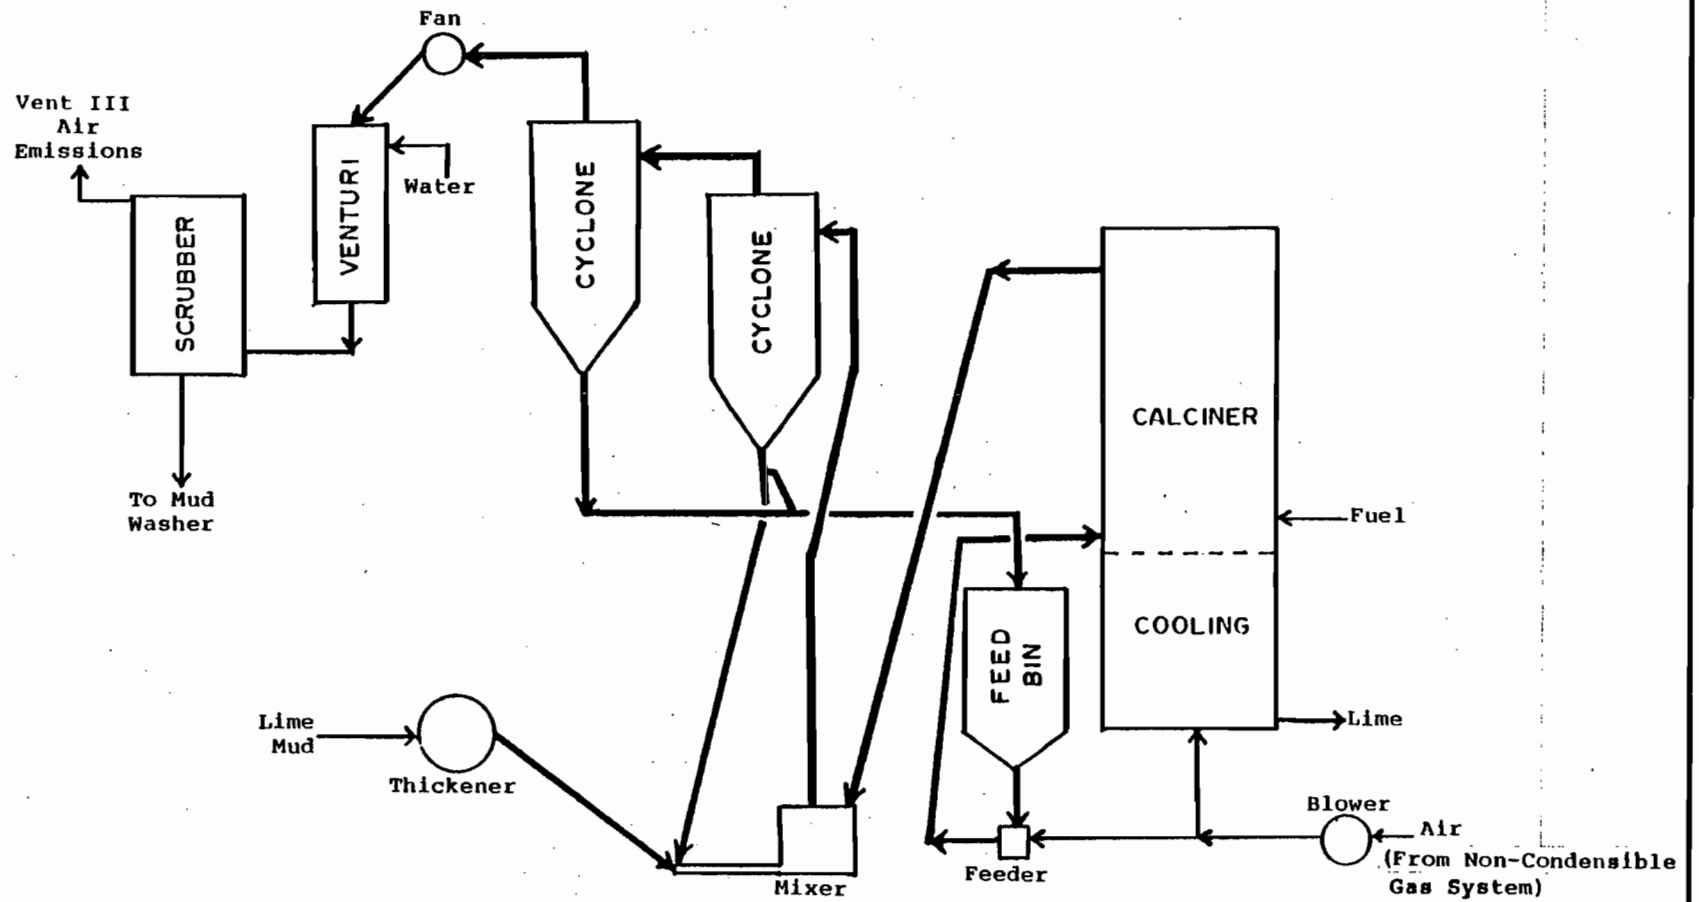 Fan
Vent III
Air
Emissions
Water
SCRUBBER
VENTURI
CYCLONE
CYCLONE
To Mud
Washer
CALCINER
Fuel
COOLING
FEED
BIN
Lime
Lime
Mud
Thickener
Blower
Air
(From Non-Condensible
Gas System)
Feeder
Mixer